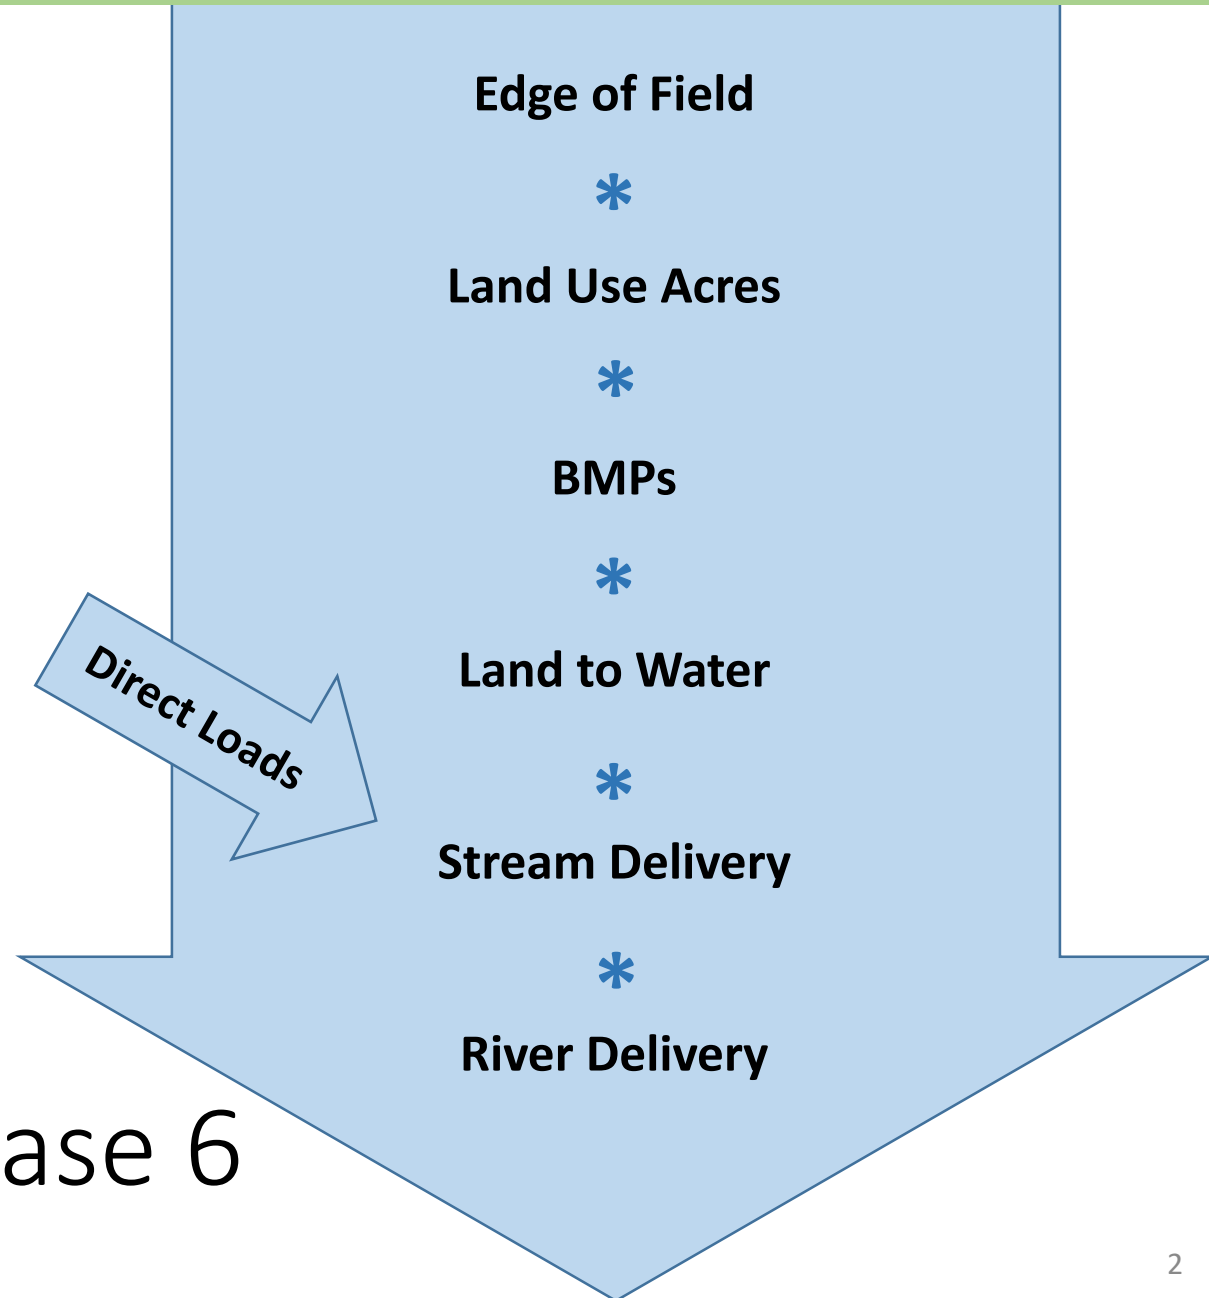 Edge of Field
*
Land Use Acres
*
BMPs
*
Land to Water
Direct Loads
*
Stream Delivery
*
River Delivery
ase 6
2